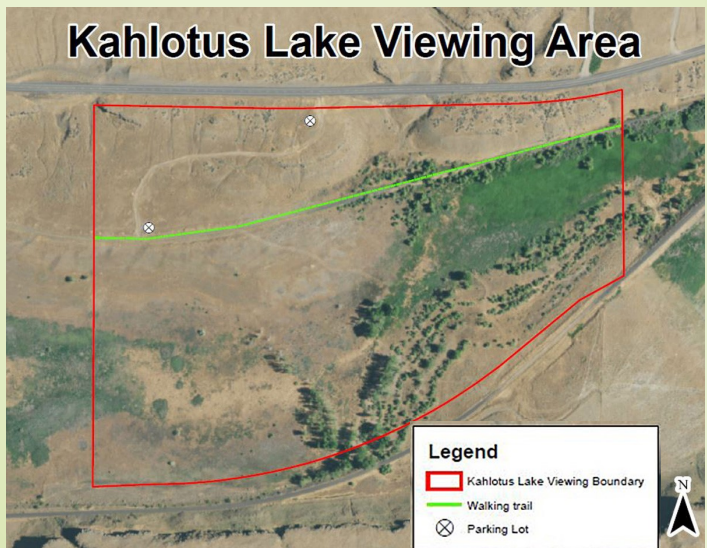 Kahlotus Lake Viewing Area
Legend
Kahlotus Lake Viewing Boundary
Walking trail
Parking Lot
N